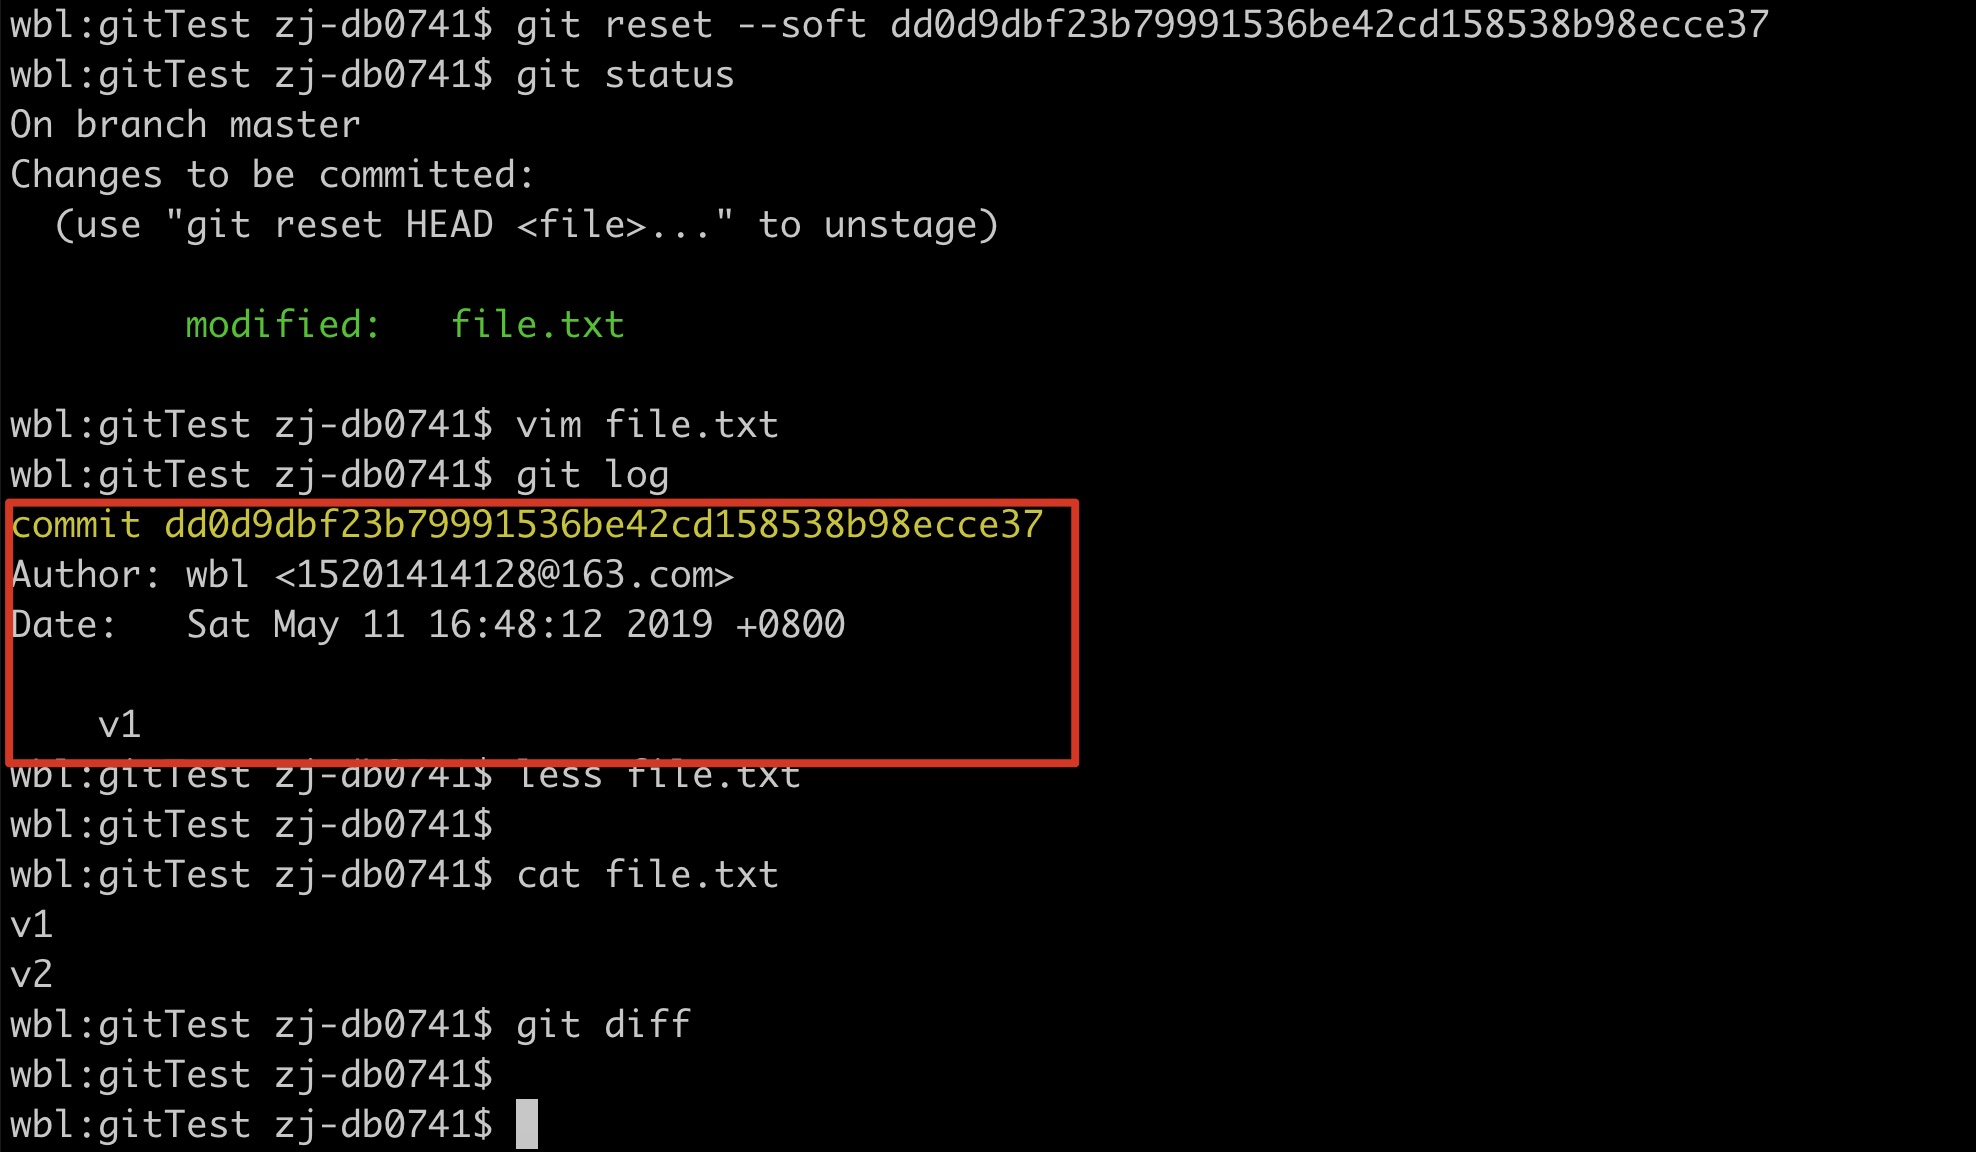 wbl:gitTest zj-db0741$ git reset --soft dd0d9dbf23b79991536be42cd158538b98ecce37
wbl:gitTest zj-db0741$ git status
On branch master
Changes to be committed:
  (use "git reset HEAD <file>..." to unstage)
        modified:   file.txt
wbl:gitTest zj-db0741$ vim file.txt
wbl:gitTest zj-db0741$ git log
commit dd0d9dbf23b79991536be42cd158538b98ecce37
Author: wbl <15201414128@163.com>
Date:   Sat May 11 16:48:12 2019 +0800
    v1
wbl:gitTest zj-db0741$ less file.txt
wbl:gitTest zj-db0741$
wbl:gitTest zj-db0741$ cat file.txt
v1
v2
wbl:gitTest zj-db0741$ git diff
wbl:gitTest zj-db0741$
wbl:gitTest zj-db0741$